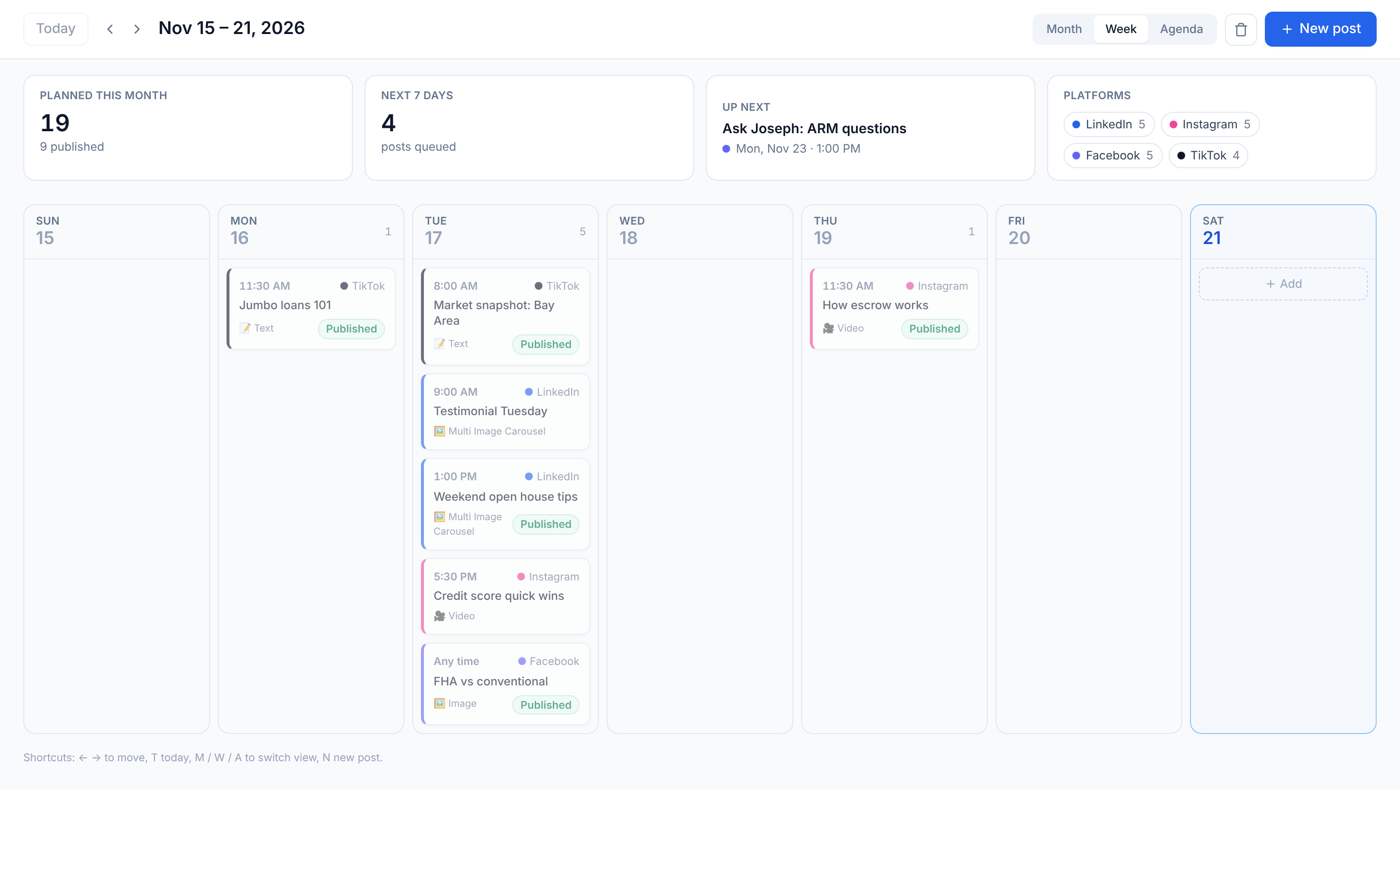 Today
Nov 15 – 21, 2026
Month
Week
Agenda
+ New post
PLANNED THIS MONTH
19
9 published
NEXT 7 DAYS
4
posts queued
UP NEXT
Ask Joseph: ARM questions
Mon, Nov 23 · 1:00 PM
PLATFORMS
LinkedIn 5
Instagram 5
Facebook 5
TikTok 4
SUN
15
MON
16
1
11:30 AM
TikTok
Jumbo loans 101
Text
Published
TUE
17
5
8:00 AM
TikTok
Market snapshot: Bay
Area
Text
Published
9:00 AM
LinkedIn
Testimonial Tuesday
Multi Image Carousel
1:00 PM
LinkedIn
Weekend open house tips
Multi Image
Carousel
Published
5:30 PM
Instagram
Credit score quick wins
Video
Any time
Facebook
FHA vs conventional
Image
Published
WED
18
THU
19
1
11:30 AM
Instagram
How escrow works
Video
Published
FRI
20
SAT
21
+ Add
Shortcuts: ← → to move, T today, M / W / A to switch view, N new post.